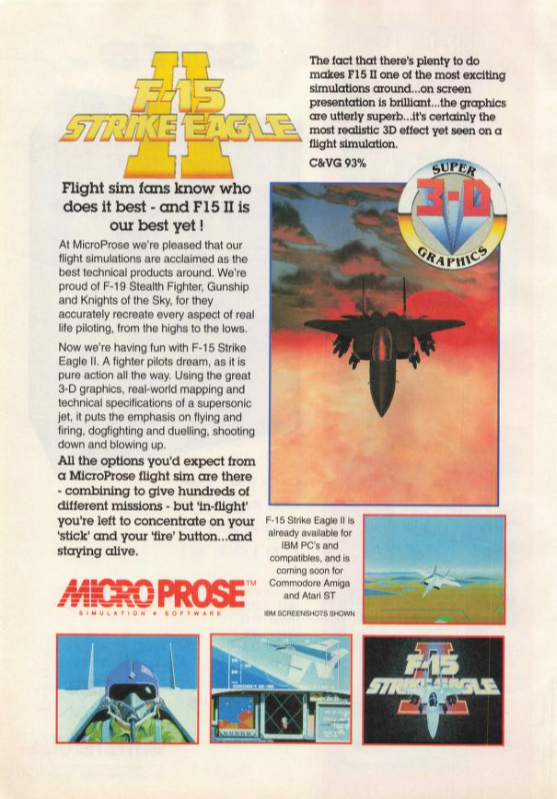 II
F-15
STRIKE EAGLE
The fact that there's plenty to do
makes F15 II one of the most exciting
simulations around...on screen
presentation is brilliant...the graphics
are utterly superb...it's certainly the
most realistic 3D effect yet seen on a
flight simulation.
C&VG 93%
SUPER
3-D
GRAPHICS
Flight sim fans know who
does it best - and F15 II is
our best yet !
At MicroProse we're pleased that our
flight simulations are acclaimed as the
best technical products around. We're
proud of F-19 Stealth Fighter, Gunship
and Knights of the Sky, for they
accurately recreate every aspect of real
life piloting, from the highs to the lows.
Now we're having fun with F-15 Strike
Eagle II. A fighter pilots dream, as it is
pure action all the way. Using the great
3-D graphics, real-world mapping and
technical specifications of a supersonic
jet, it puts the emphasis on flying and
firing, dogfighting and duelling, shooting
down and blowing up.
All the options you'd expect from
a MicroProse flight sim are there
- combining to give hundreds of
different missions - but 'in-flight'
you're left to concentrate on your
'stick' and your 'fire' button...and
staying alive.
F-15 Strike Eagle II is
already available for
IBM PC's and
compatibles, and is
coming soon for
Commodore Amiga
and Atari ST
IBM SCREENSHOTS SHOWN
MICROPROSE™
SIMULATION • SOFTWARE
II
F-15
STRIKE EAGLE